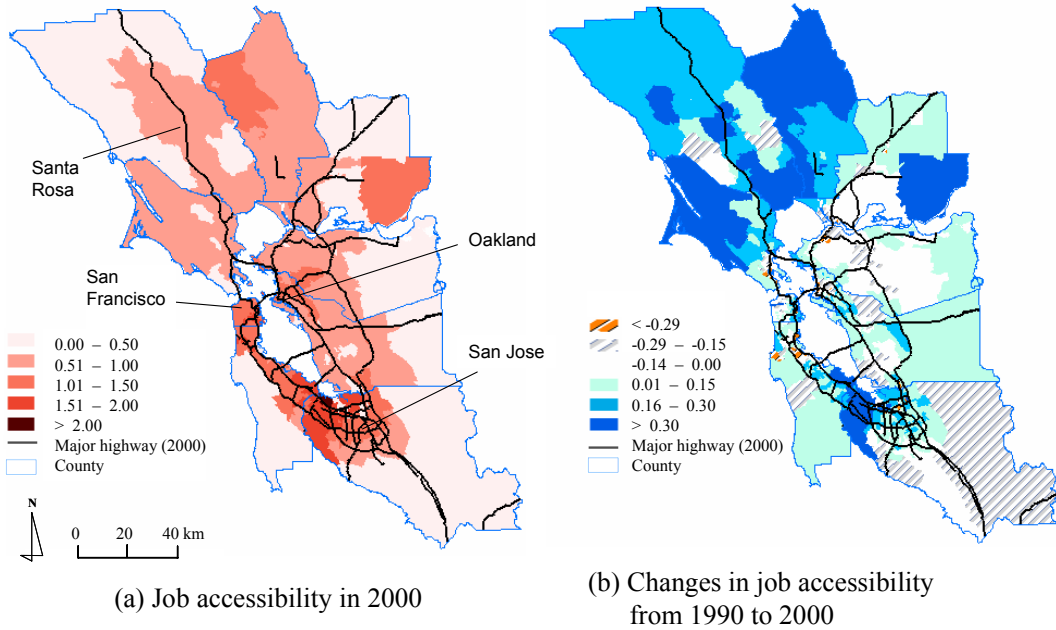 Santa
Rosa
Oakland
San
Francisco
San Jose
0.00 – 0.50
0.51 – 1.00
1.01 – 1.50
1.51 – 2.00
> 2.00
Major highway (2000)
County
N
0 20 40 km
(a) Job accessibility in 2000
< -0.29
-0.29 – -0.15
-0.14 – 0.00
0.01 – 0.15
0.16 – 0.30
> 0.30
Major highway (2000)
County
(b) Changes in job accessibility
from 1990 to 2000